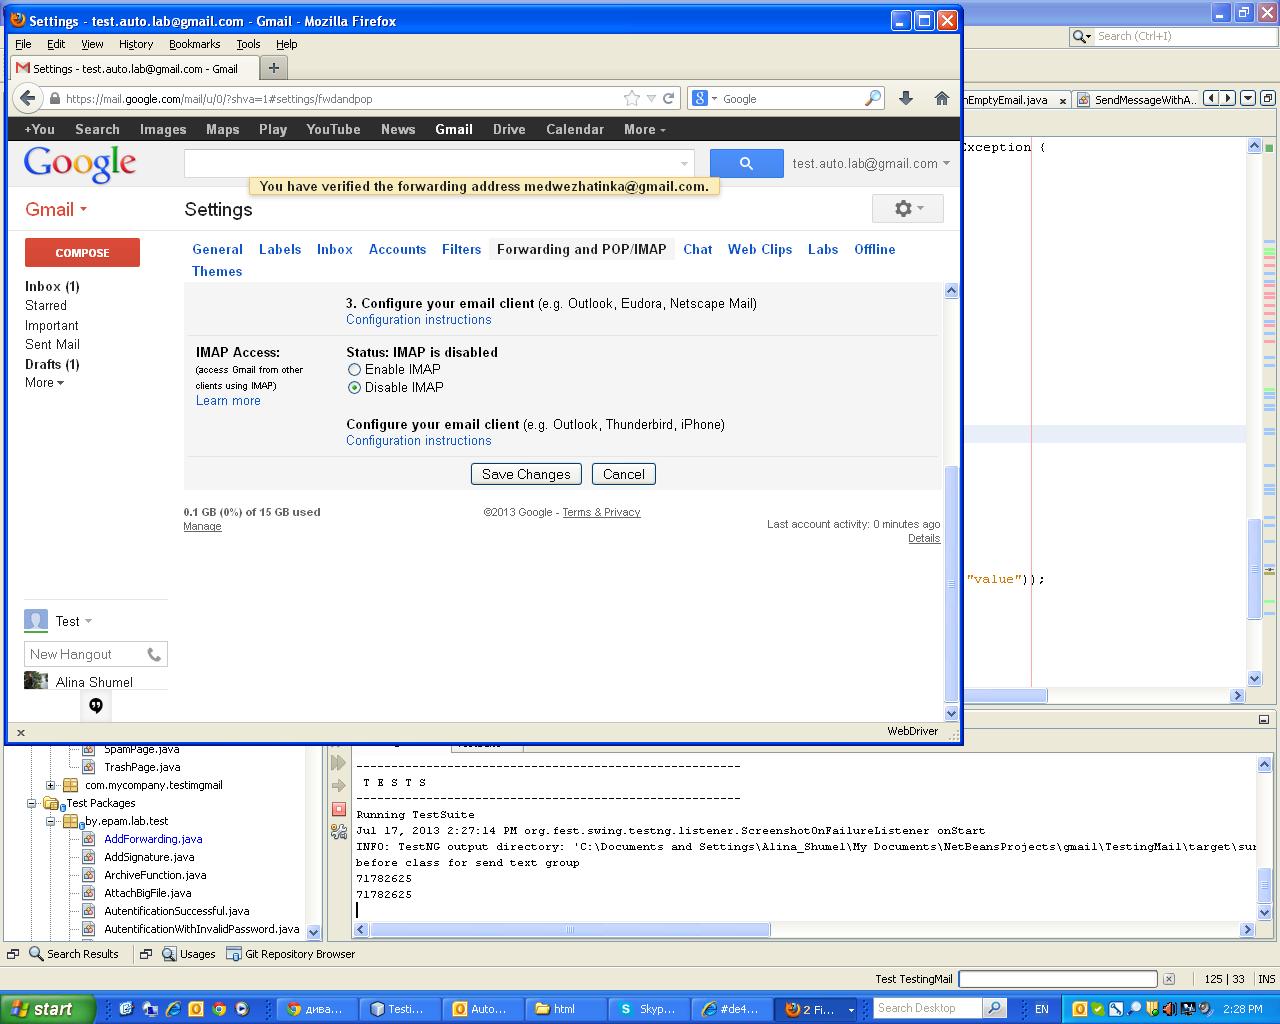 Settings - test.auto.lab@gmail.com - Gmail - Mozilla Firefox
File Edit View History Bookmarks Tools Help
Settings - test.auto.lab@gmail.com - Gmail
https://mail.google.com/mail/u/0/?shva=1#settings/fwdandpop
Google
Search (Ctrl+I)
nEmptyEmail.java
SendMessageWithA..
+You Search Images Maps Play YouTube News Gmail Drive Calendar More
Exception {
Google
test.auto.lab@gmail.com
You have verified the forwarding address medwezhatinka@gmail.com.
Gmail
Settings
COMPOSE
General Labels Inbox Accounts Filters Forwarding and POP/IMAP Chat Web Clips Labs Offline
Themes
Inbox (1)
Starred
Important
Sent Mail
Drafts (1)
More
3. Configure your email client (e.g. Outlook, Eudora, Netscape Mail)
Configuration instructions
IMAP Access:
(access Gmail from other
clients using IMAP)
Learn more
Status: IMAP is disabled
Enable IMAP
Disable IMAP
Configure your email client (e.g. Outlook, Thunderbird, iPhone)
Configuration instructions
Save Changes Cancel
0.1 GB (0%) of 15 GB used
Manage
©2013 Google - Terms & Privacy
Last account activity: 0 minutes ago
Details
"value"));
Test
New Hangout
Alina Shumel
x
WebDriver
SpamPage.java
TrashPage.java
com.mycompany.testimgmail
Test Packages
by.epam.lab.test
AddForwarding.java
AddSignature.java
ArchiveFunction.java
AttachBigFile.java
AutentificationSuccessful.java
AutentificationWithInvalidPassword.java
-------------------------------------------------------
T E S T S
-------------------------------------------------------
Running TestSuite
Jul 17, 2013 2:27:14 PM org.fest.swing.testng.listener.ScreenshotOnFailureListener onStart
INFO: TestNG output directory: 'C:\Documents and Settings\Alina_Shumel\My Documents\NetBeansProjects\gmail\TestingMail\target\sur
before class for send text group
71782625
71782625
Search Results Usages Git Repository Browser
Test TestingMail
125 | 33 INS
start
дива...
Testi...
Auto...
html
Skyp...
#de4...
2 Fi...
Search Desktop
EN
2:28 PM